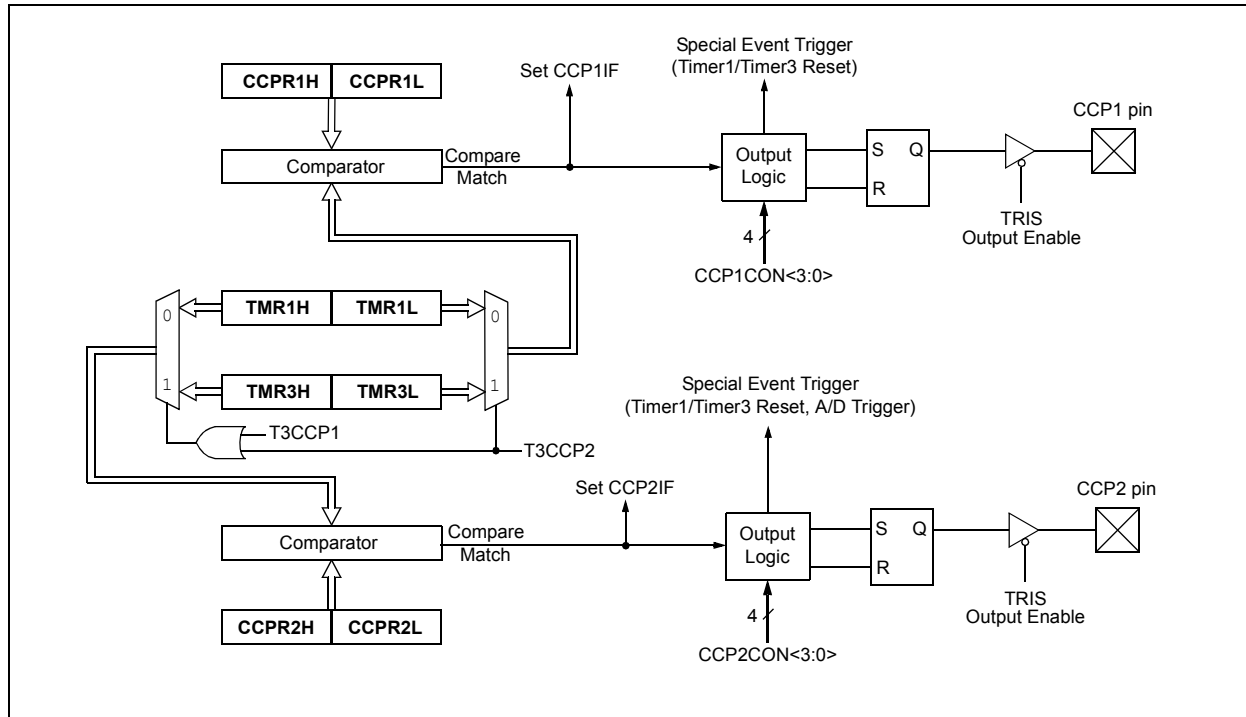 Special Event Trigger
(Timer1/Timer3 Reset)
Set CCP1IF
CCPR1H CCPR1L
CCP1 pin
Comparator
Compare
Match
Output
Logic
S Q
R
TRIS
Output Enable
4
CCP1CON<3:0>
0 TMR1H TMR1L 0
1 TMR3H TMR3L 1
T3CCP1
T3CCP2
Special Event Trigger
(Timer1/Timer3 Reset, A/D Trigger)
Set CCP2IF
CCP2 pin
Comparator
Compare
Match
Output
Logic
S Q
R
TRIS
Output Enable
4
CCPR2H CCPR2L
CCP2CON<3:0>